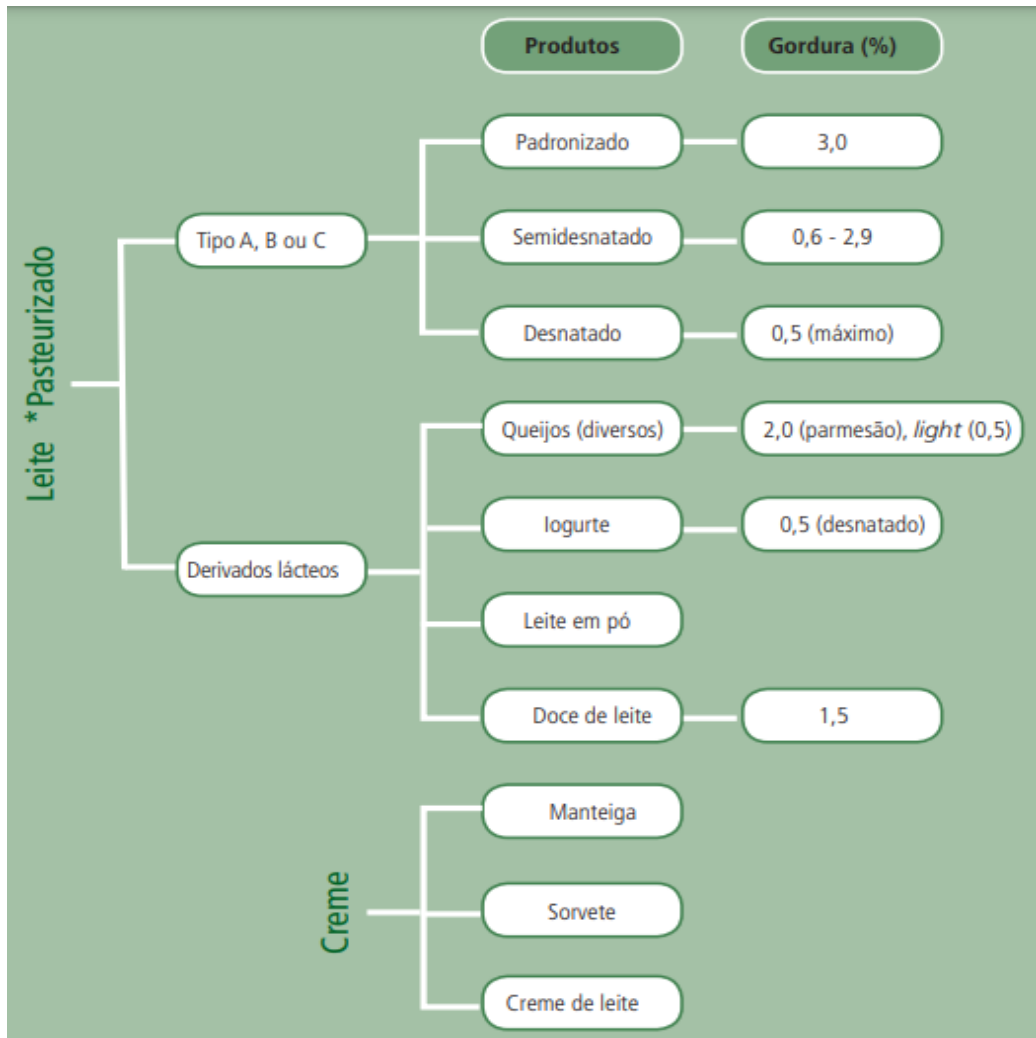 Produtos Gordura (%)
Leite *Pasteurizado
Tipo A, B ou C
Padronizado 3,0
Semidesnatado 0,6 - 2,9
Desnatado 0,5 (máximo)
Derivados lácteos
Queijos (diversos) 2,0 (parmesão), light (0,5)
Iogurte 0,5 (desnatado)
Leite em pó
Doce de leite 1,5
Creme
Manteiga
Sorvete
Creme de leite